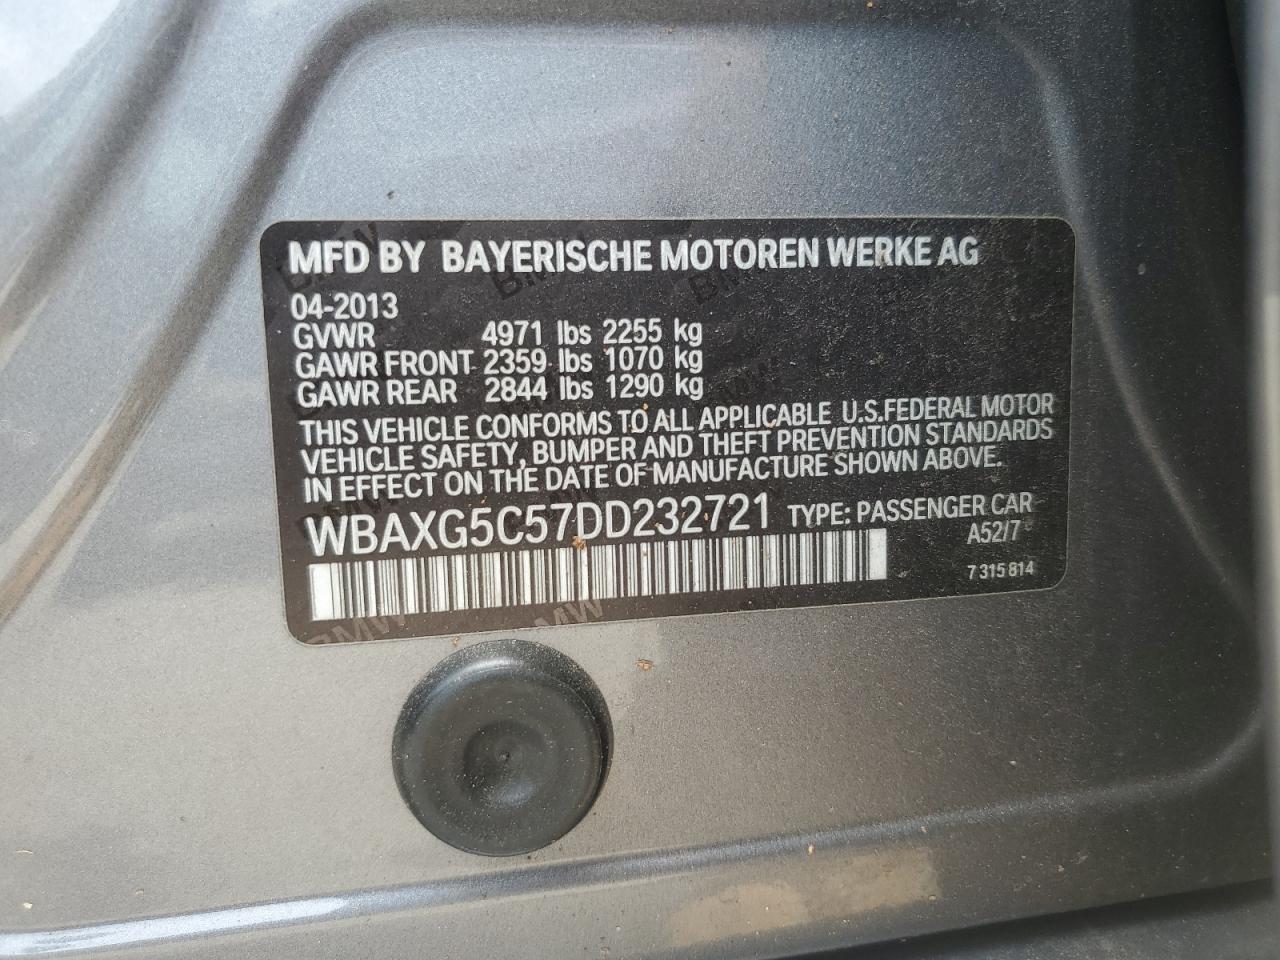 MFD BY BAYERISCHE MOTOREN WERKE AG
04-2013
GVWR 4971 lbs 2255 kg
GAWR FRONT 2359 lbs 1070 kg
GAWR REAR 2844 lbs 1290 kg
THIS VEHICLE CONFORMS TO ALL APPLICABLE U.S.FEDERAL MOTOR
VEHICLE SAFETY, BUMPER AND THEFT PREVENTION STANDARDS
IN EFFECT ON THE DATE OF MANUFACTURE SHOWN ABOVE.
WBAXG5C57DD232721 TYPE: PASSENGER CAR
A52/7
7 315 814
BMW BMW